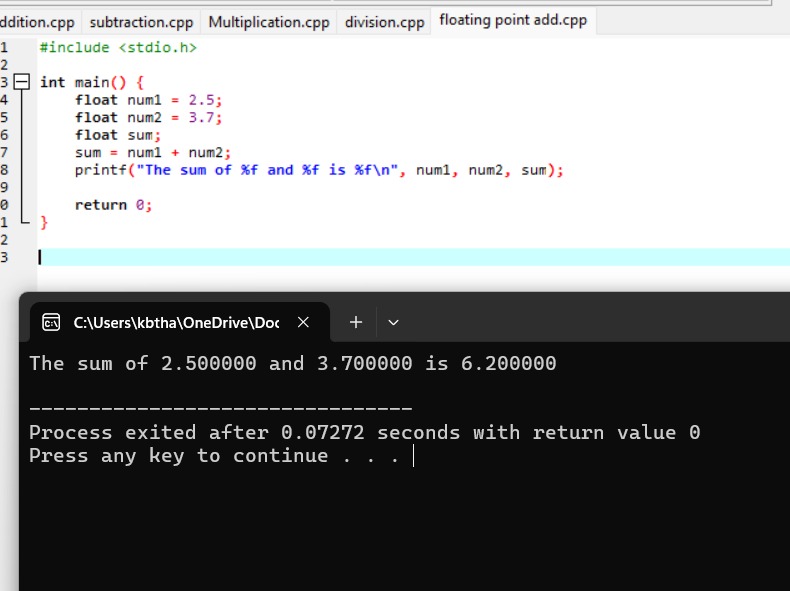 ddition.cpp subtraction.cpp Multiplication.cpp division.cpp floating point add.cpp
1 #include <stdio.h>
2
3 int main() {
4 float num1 = 2.5;
5 float num2 = 3.7;
6 float sum;
7 sum = num1 + num2;
8 printf("The sum of %f and %f is %f\n", num1, num2, sum);
9
0 return 0;
1 }
2
3
C:\Users\kbtha\OneDrive\Doc
The sum of 2.500000 and 3.700000 is 6.200000
--------------------------------
Process exited after 0.07272 seconds with return value 0
Press any key to continue . . .